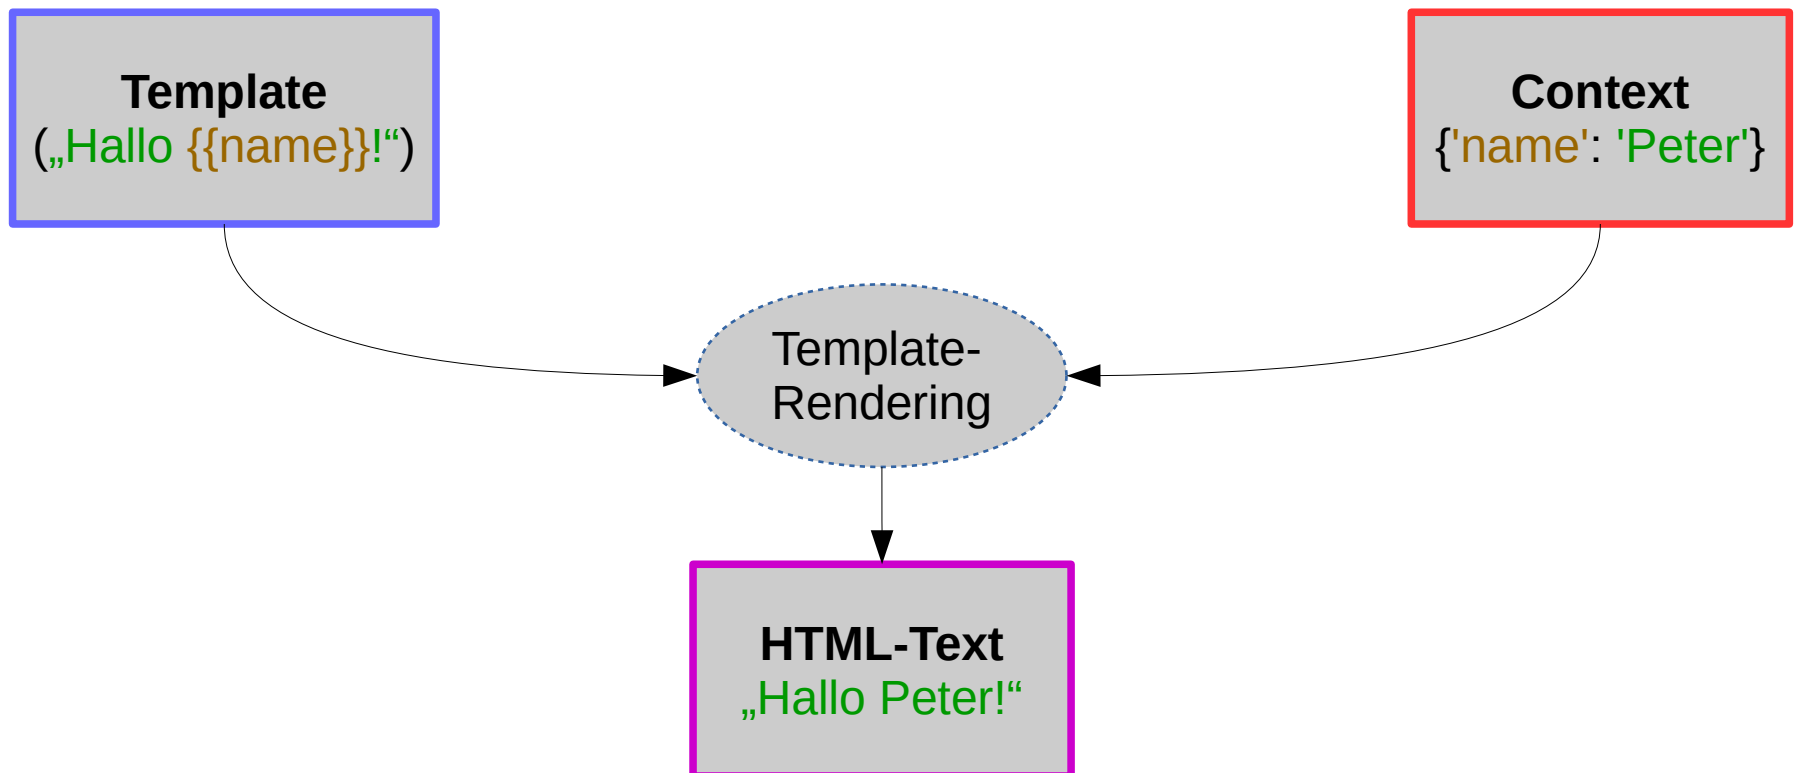 Template
(„Hallo {{name}}!“)
Context
{'name': 'Peter'}
Template-
Rendering
HTML-Text
„Hallo Peter!“